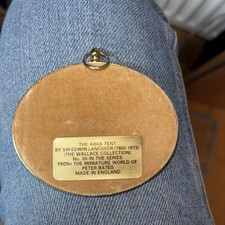 THE ARAB TENT
BY SIR EDWIN LANDSEER (1802-1873)
(THE WALLACE COLLECTION)
No. 55 IN THE SERIES
FROM THE MINIATURE WORLD OF
PETER BATES
MADE IN ENGLAND